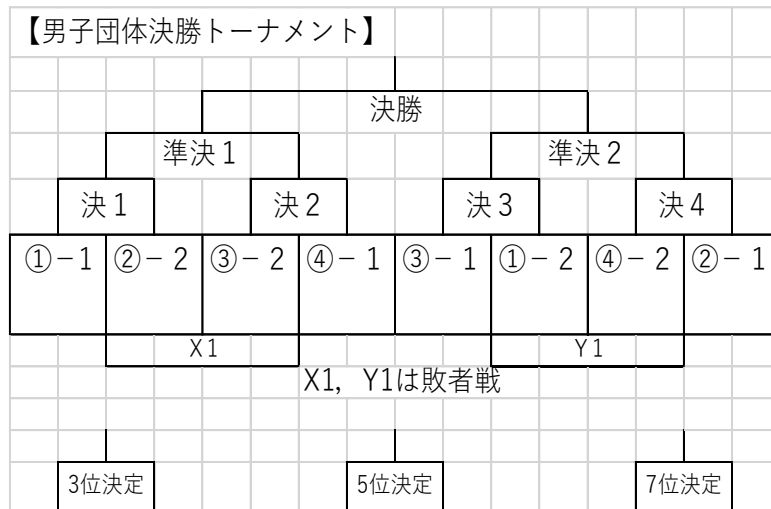 【男子団体決勝トーナメント】
決勝
準決１ 準決２
決１ 決２ 決３ 決４
①－１ ②－２ ③－２ ④－１ ③－１ ①－２ ④－２ ②－１
X１ Y１
X1，Y1は敗者戦
3位決定 5位決定 7位決定